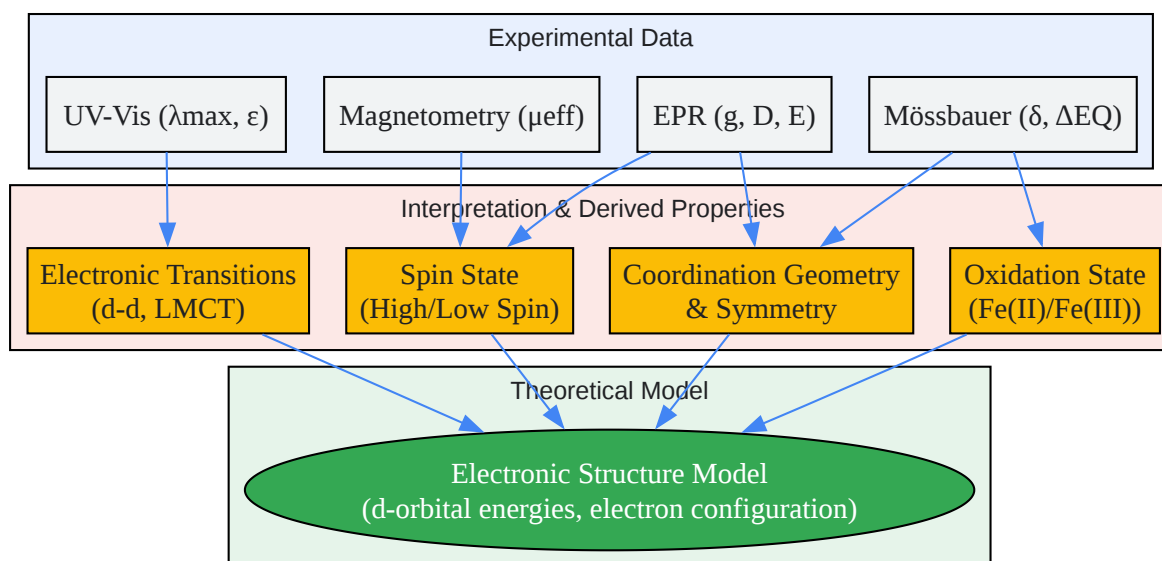 Experimental Data
UV-Vis (λmax, ε)
Magnetometry (μeff)
EPR (g, D, E)
Mössbauer (δ, ΔEQ)
Interpretation & Derived Properties
Electronic Transitions
(d-d, LMCT)
Spin State
(High/Low Spin)
Coordination Geometry
& Symmetry
Oxidation State
(Fe(II)/Fe(III))
Theoretical Model
Electronic Structure Model
(d-orbital energies, electron configuration)